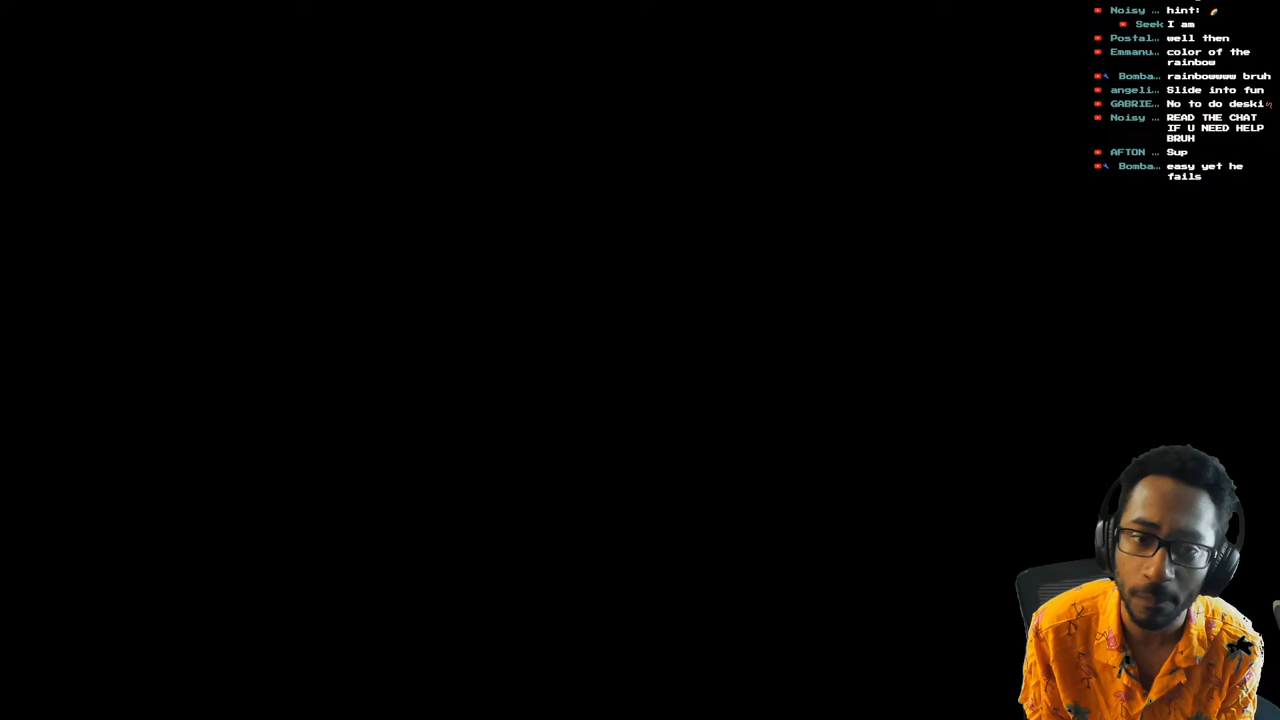 Noisy … hint:
Seek I am
Postal… well then
Emmanu… color of the
rainbow
Bomba… rainbowwww bruh
angeli… Slide into fun
GABRIE… No to do deski
Noisy … READ THE CHAT
IF U NEED HELP
BRUH
AFTON … Sup
Bomba… easy yet he
fails